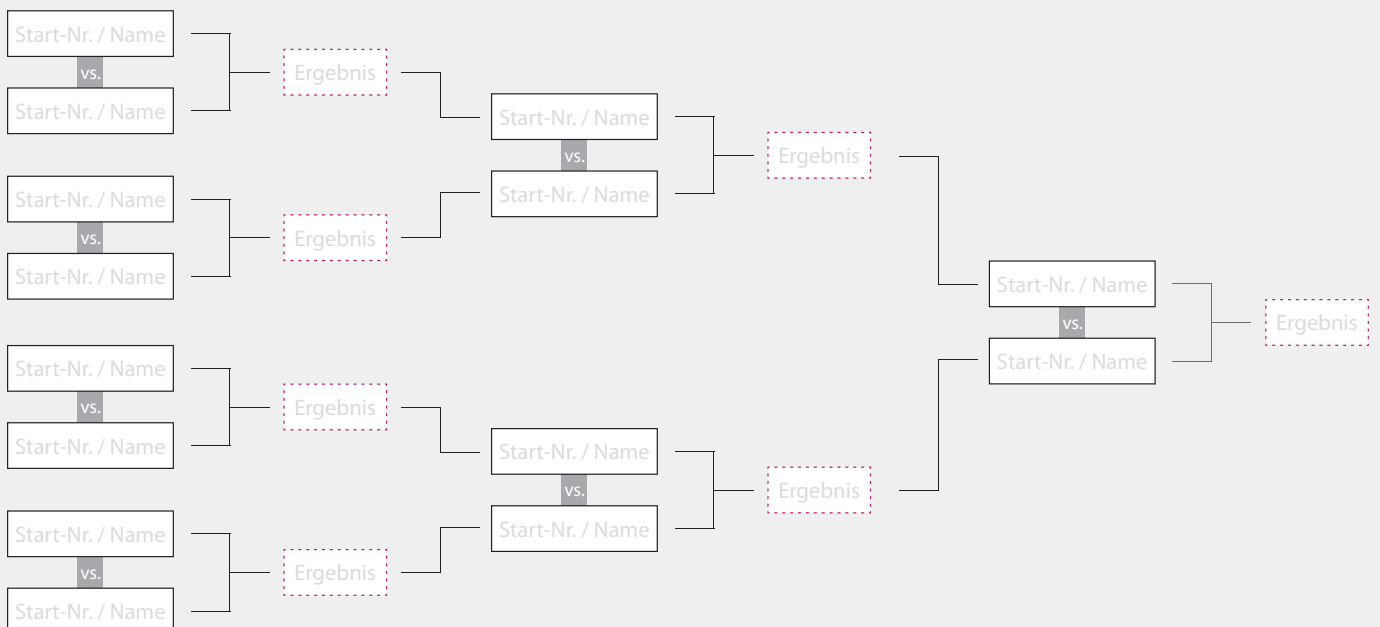 Start-Nr. / Name
vs.
Start-Nr. / Name
Ergebnis
Start-Nr. / Name
vs.
Start-Nr. / Name
Ergebnis
Start-Nr. / Name
vs.
Start-Nr. / Name
Ergebnis
Start-Nr. / Name
vs.
Start-Nr. / Name
Ergebnis
Start-Nr. / Name
vs.
Start-Nr. / Name
Ergebnis
Start-Nr. / Name
vs.
Start-Nr. / Name
Ergebnis
Start-Nr. / Name
vs.
Start-Nr. / Name
Ergebnis